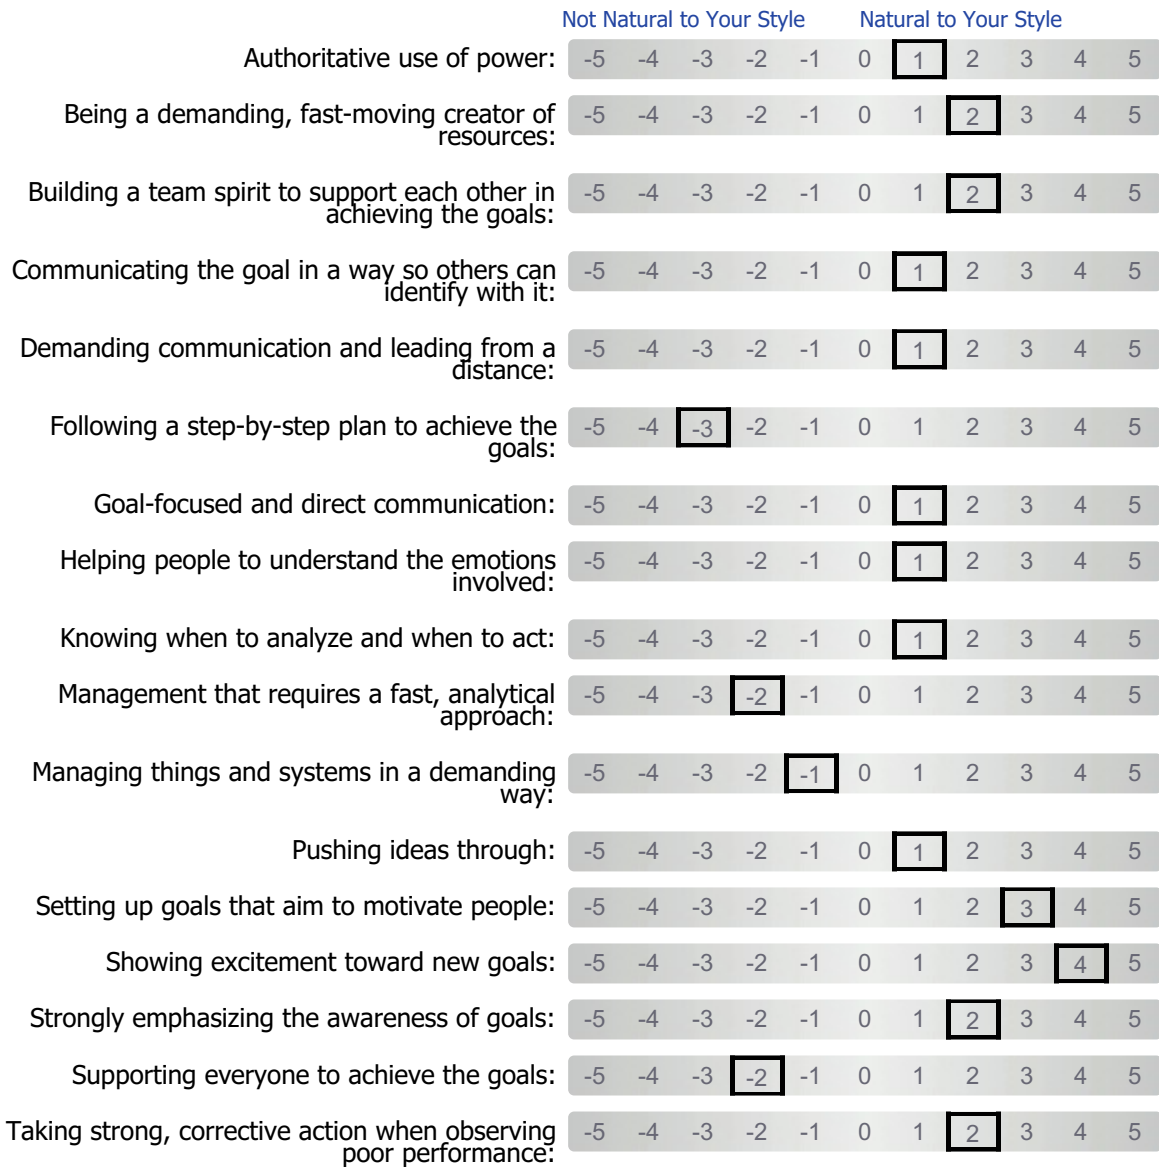 Not Natural to Your Style Natural to Your Style
Authoritative use of power: -5 -4 -3 -2 -1 0 1 2 3 4 5
Being a demanding, fast-moving creator of
resources: -5 -4 -3 -2 -1 0 1 2 3 4 5
Building a team spirit to support each other in
achieving the goals: -5 -4 -3 -2 -1 0 1 2 3 4 5
Communicating the goal in a way so others can
identify with it: -5 -4 -3 -2 -1 0 1 2 3 4 5
Demanding communication and leading from a
distance: -5 -4 -3 -2 -1 0 1 2 3 4 5
Following a step-by-step plan to achieve the
goals: -5 -4 -3 -2 -1 0 1 2 3 4 5
Goal-focused and direct communication: -5 -4 -3 -2 -1 0 1 2 3 4 5
Helping people to understand the emotions
involved: -5 -4 -3 -2 -1 0 1 2 3 4 5
Knowing when to analyze and when to act: -5 -4 -3 -2 -1 0 1 2 3 4 5
Management that requires a fast, analytical
approach: -5 -4 -3 -2 -1 0 1 2 3 4 5
Managing things and systems in a demanding
way: -5 -4 -3 -2 -1 0 1 2 3 4 5
Pushing ideas through: -5 -4 -3 -2 -1 0 1 2 3 4 5
Setting up goals that aim to motivate people: -5 -4 -3 -2 -1 0 1 2 3 4 5
Showing excitement toward new goals: -5 -4 -3 -2 -1 0 1 2 3 4 5
Strongly emphasizing the awareness of goals: -5 -4 -3 -2 -1 0 1 2 3 4 5
Supporting everyone to achieve the goals: -5 -4 -3 -2 -1 0 1 2 3 4 5
Taking strong, corrective action when observing
poor performance: -5 -4 -3 -2 -1 0 1 2 3 4 5